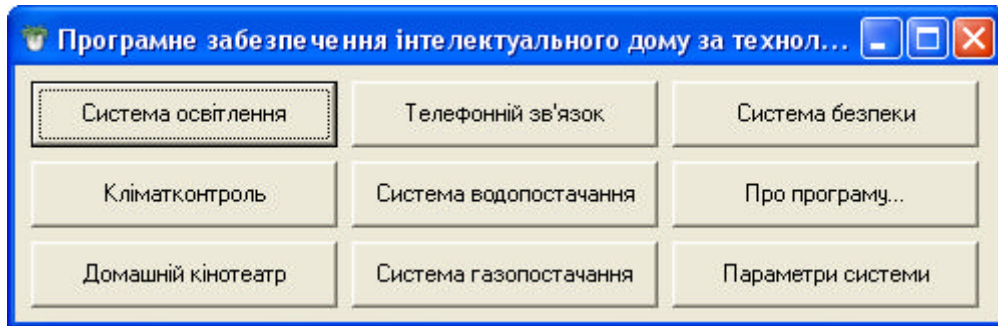 Програмне забезпечення інтелектуального дому за технол...
Система освітлення
Телефонній зв'язок
Система безпеки
Кліматконтроль
Система водопостачання
Про програму...
Домашній кінотеатр
Система газопостачання
Параметри системи